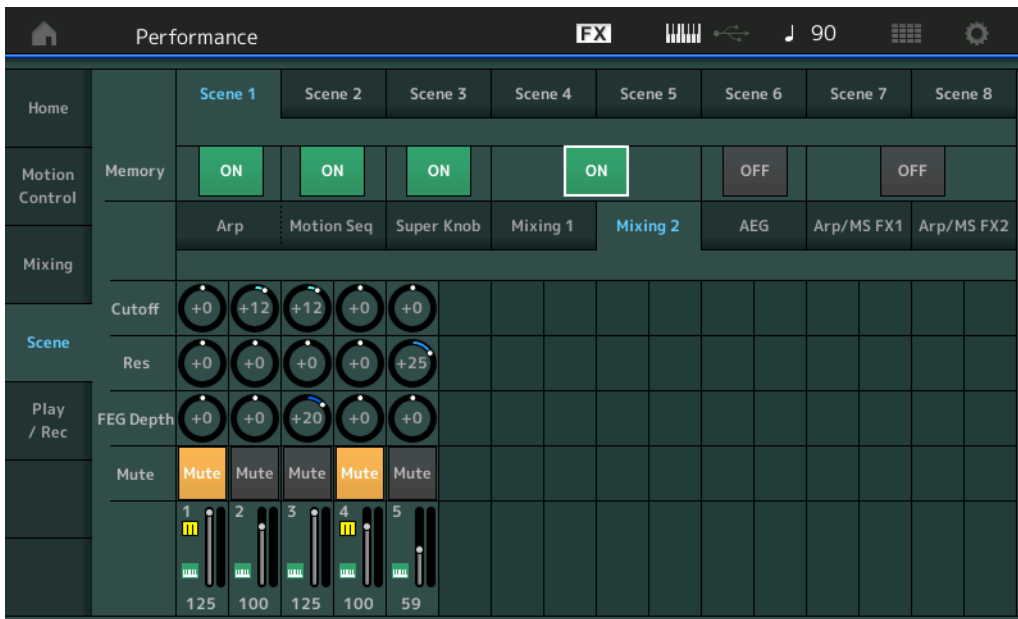 Performance FX 90
Scene 1 Scene 2 Scene 3 Scene 4 Scene 5 Scene 6 Scene 7 Scene 8
Home
Memory ON ON ON ON OFF OFF
Motion
Control
Arp Motion Seq Super Knob Mixing 1 Mixing 2 AEG Arp/MS FX1 Arp/MS FX2
Mixing
Cutoff +0 +12 +12 +0 +0
Scene
Res +0 +0 +0 +0 +25
Play
/ Rec
FEG Depth +0 +0 +20 +0 +0
Mute Mute Mute Mute Mute Mute
1 2 3 4 5
125 100 125 100 59